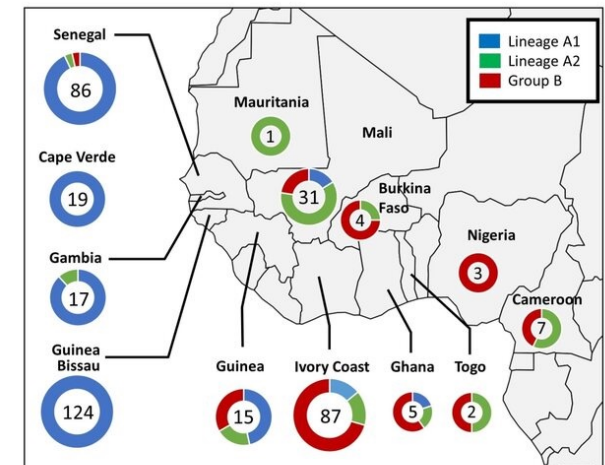 Senegal
86
Lineage A1
Lineage A2
Group B
Mauritania
1
Mali
Cape Verde
19
31
Burkina
Faso
4
Gambia
17
Nigeria
3
Cameroon
7
Guinea
Bissau
124
Guinea
15
Ivory Coast
87
Ghana
5
Togo
2